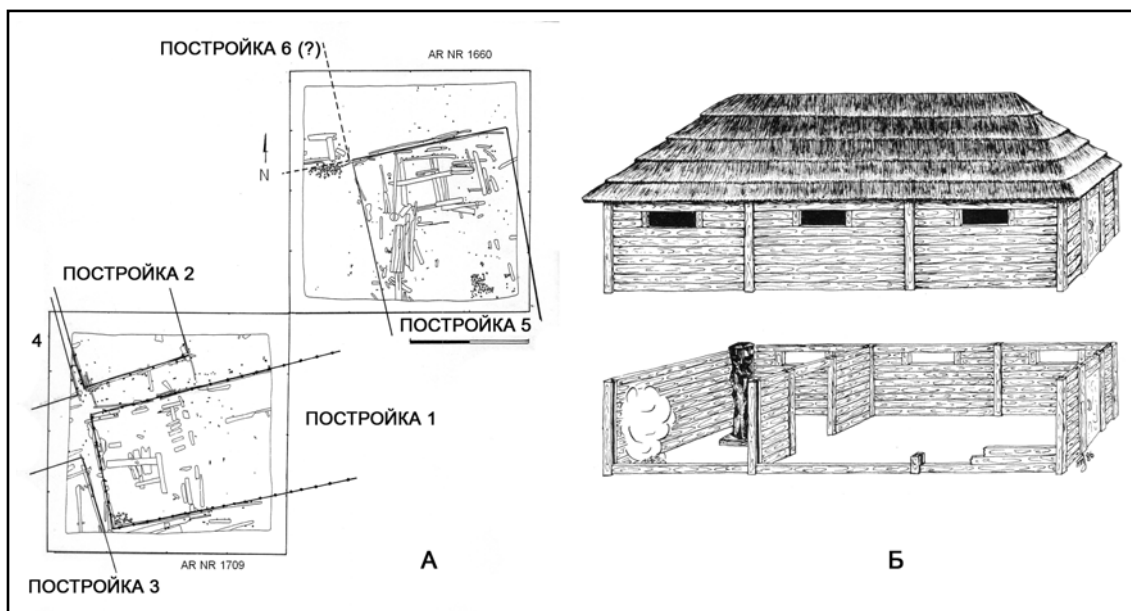 ПОСТРОЙКА 6 (?)
AR NR 1660
N
ПОСТРОЙКА 2
4
ПОСТРОЙКА 5
ПОСТРОЙКА 1
AR NR 1709
ПОСТРОЙКА 3
А
Б